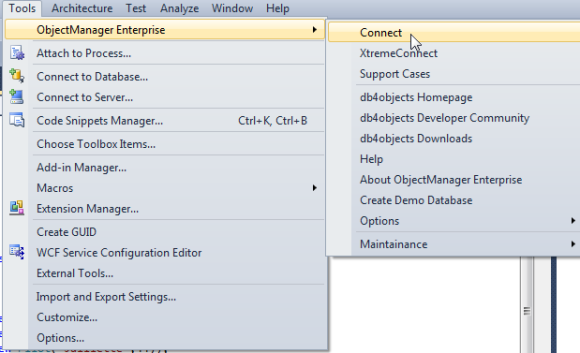 Tools Architecture Test Analyze Window Help
ObjectManager Enterprise
Attach to Process...
Connect to Database...
Connect to Server...
Code Snippets Manager... Ctrl+K, Ctrl+B
Choose Toolbox Items...
Add-in Manager...
Macros
Extension Manager...
Create GUID
WCF Service Configuration Editor
External Tools...
Import and Export Settings...
Customize...
Options...
Connect
XtremeConnect
Support Cases
db4objects Homepage
db4objects Developer Community
db4objects Downloads
Help
About ObjectManager Enterprise
Create Demo Database
Options
Maintainance